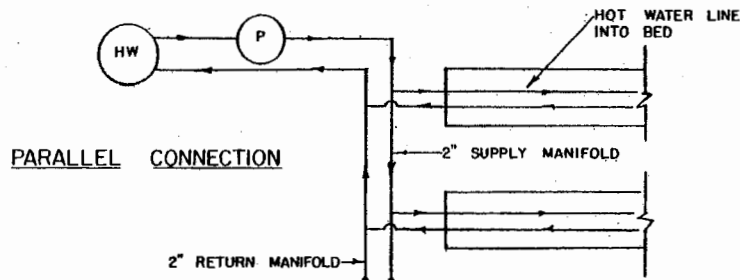 HOT WATER LINE
INTO BED
HW
P
PARALLEL CONNECTION
2" SUPPLY MANIFOLD
2" RETURN MANIFOLD